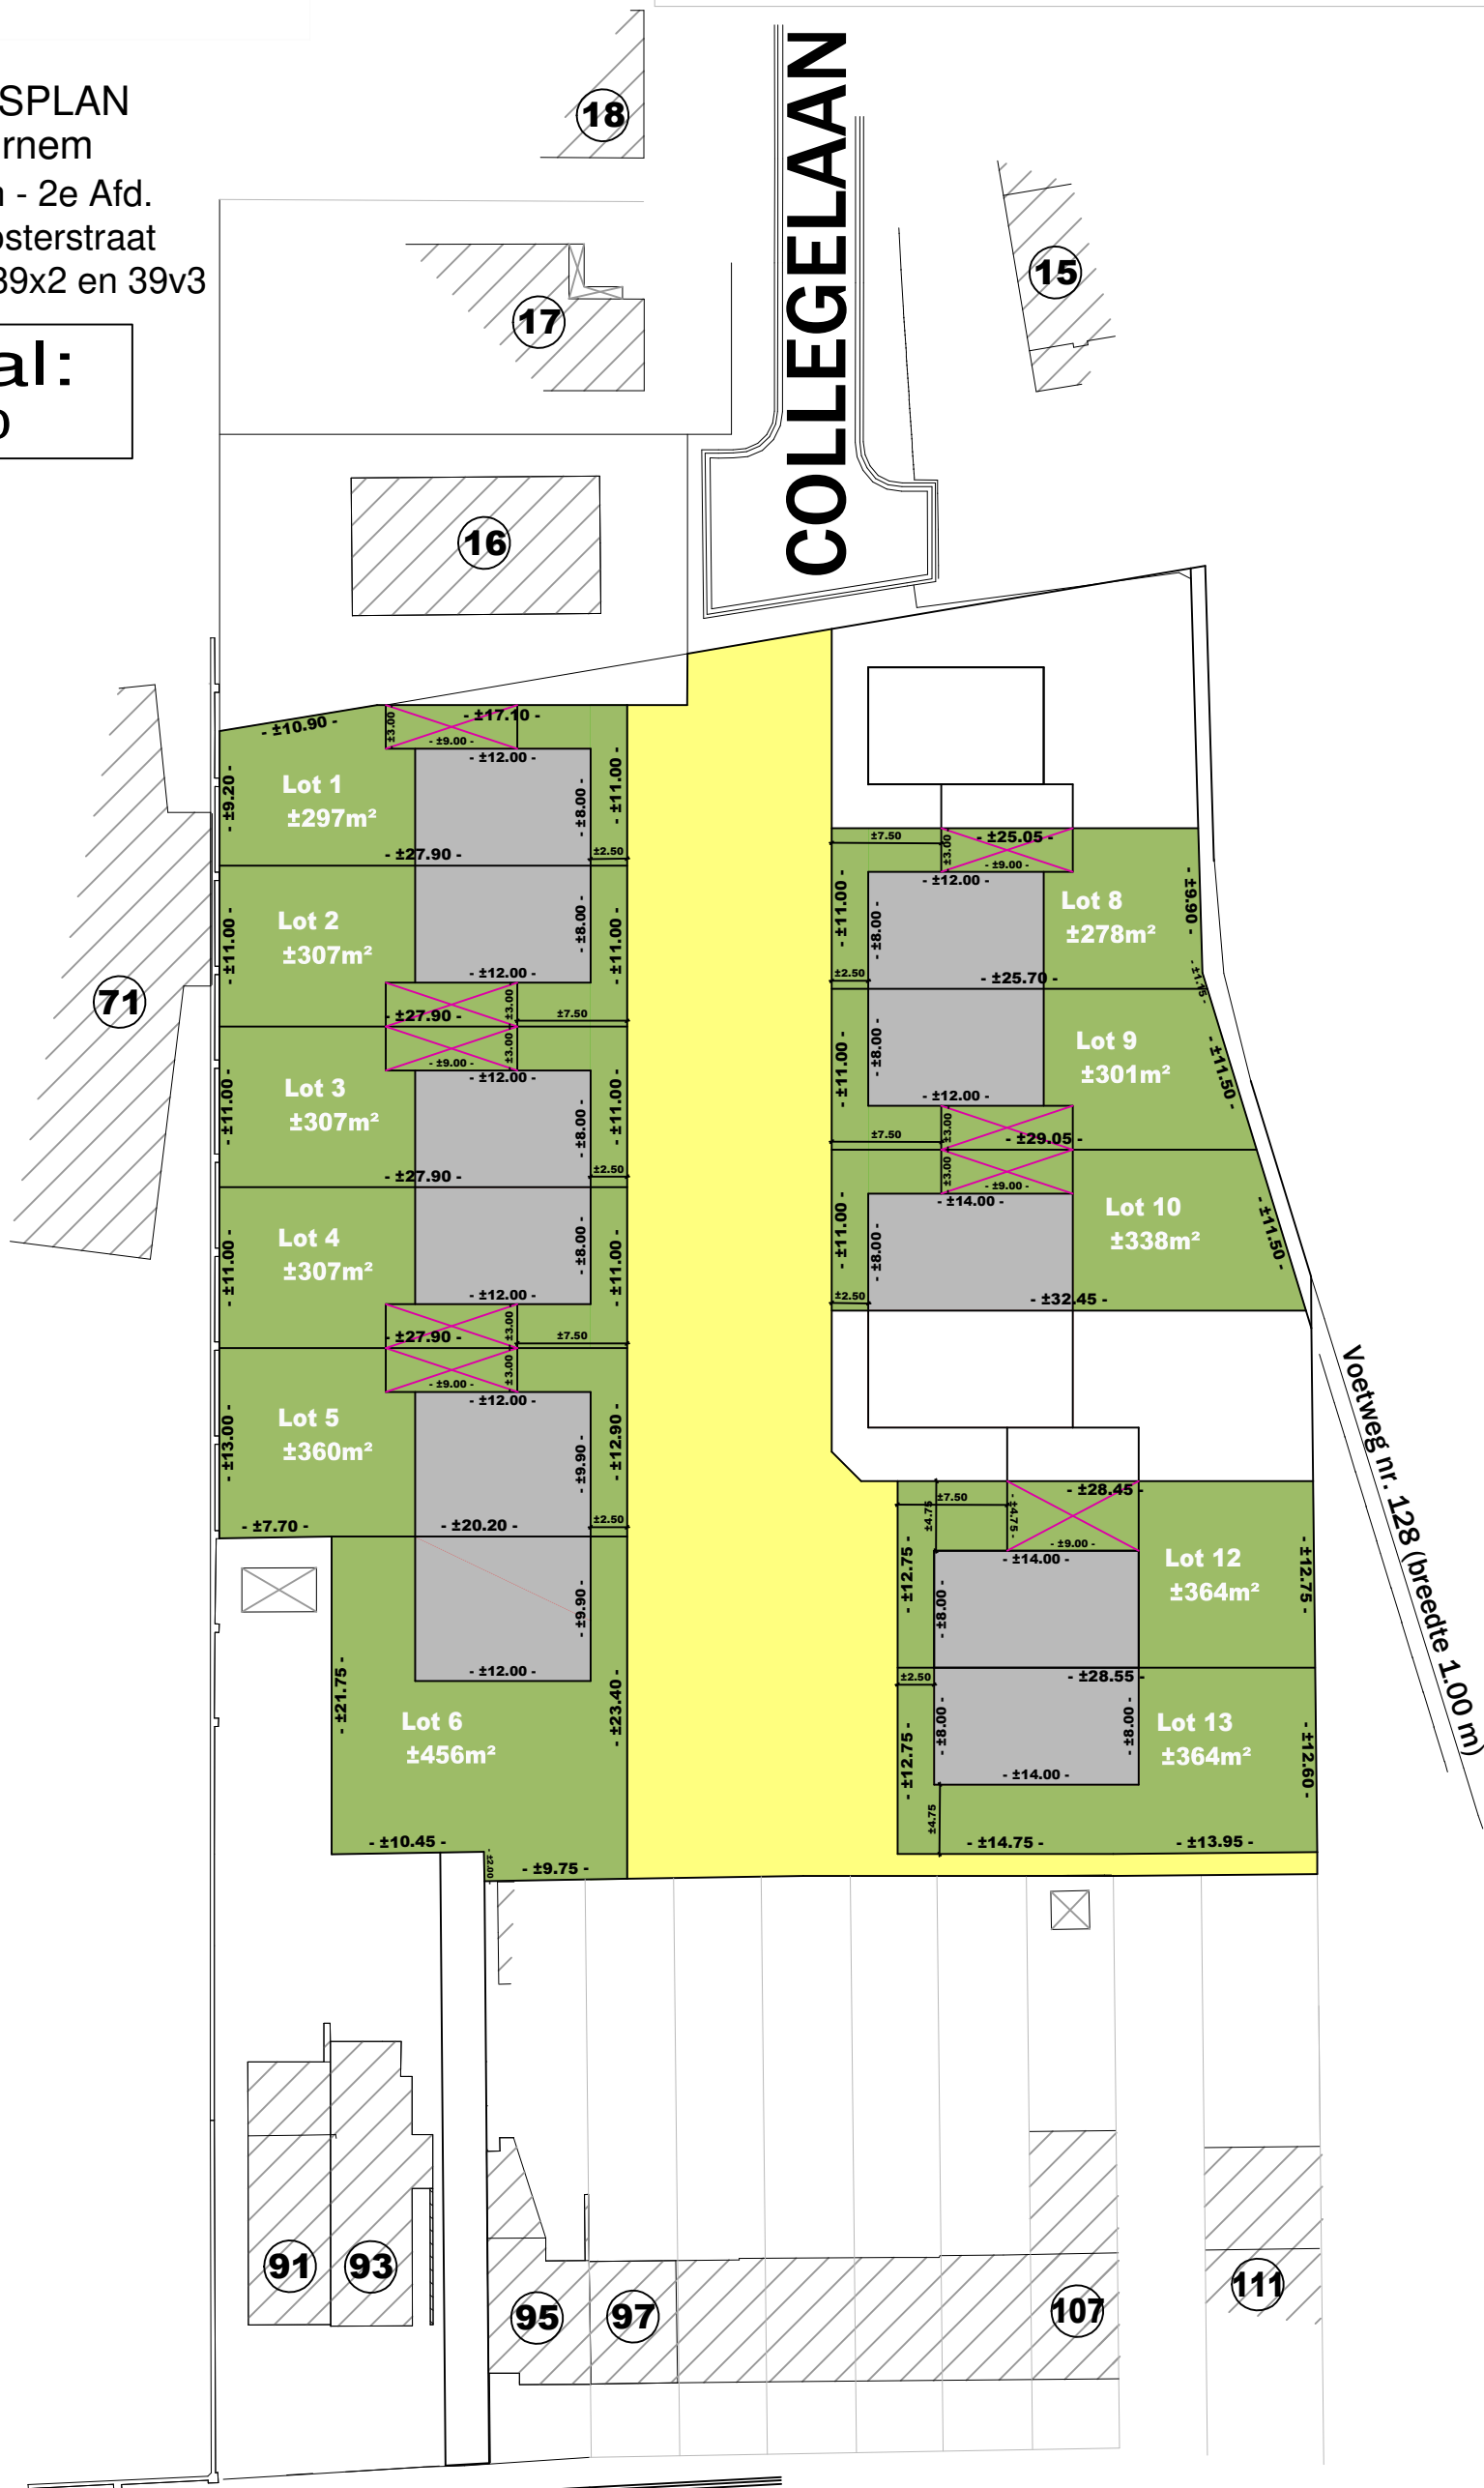 SPLAN
rnem
- 2e Afd.
sterstraat
39x2 en 39v3
al:
COLLEGELAAN
18
17
15
16
71
- ±10.90 -
- ±17.10 -
±3.00
- ±9.00 -
- ±12.00 -
Lot 1
±297m²
- ±9.20 -
- ±8.00 -
- ±11.00 -
- ±27.90 -
±2.50
Lot 2
±307m²
- ±11.00 -
- ±8.00 -
- ±11.00 -
- ±12.00 -
±3.00
- ±27.90 -
±7.50
±3.00
- ±9.00 -
- ±12.00 -
Lot 3
±307m²
- ±11.00 -
- ±8.00 -
- ±11.00 -
- ±27.90 -
±2.50
Lot 4
±307m²
- ±11.00 -
- ±8.00 -
- ±11.00 -
- ±12.00 -
±3.00
- ±27.90 -
±7.50
±3.00
- ±9.00 -
- ±12.00 -
Lot 5
±360m²
- ±13.00 -
- ±9.90 -
- ±12.90 -
- ±7.70 -
- ±20.20 -
±2.50
- ±9.90 -
- ±12.00 -
- ±21.75 -
- ±23.40 -
Lot 6
±456m²
- ±10.45 -
- ±2.00 -
- ±9.75 -
±7.50
±3.00
- ±25.05 -
- ±9.00 -
- ±12.00 -
Lot 8
±278m²
- ±11.00 -
- ±8.00 -
- ±9.90 -
- ±1.15 -
±2.50
- ±25.70 -
Lot 9
±301m²
- ±11.00 -
- ±8.00 -
- ±11.50 -
- ±12.00 -
±7.50
±3.00
- ±29.05 -
±3.00
- ±9.00 -
- ±14.00 -
Lot 10
±338m²
- ±11.00 -
- ±8.00 -
- ±11.50 -
±2.50
- ±32.45 -
Voetweg nr. 128 (breedte 1.00 m)
- ±28.45 -
±7.50
±4.75
- ±4.75 -
- ±9.00 -
- ±14.00 -
Lot 12
±364m²
- ±12.75 -
- ±8.00 -
- ±12.75 -
±2.50
- ±28.55 -
Lot 13
±364m²
- ±12.75 -
- ±8.00 -
- ±8.00 -
- ±12.60 -
- ±14.00 -
±4.75
- ±14.75 -
- ±13.95 -
91
93
95
97
107
111